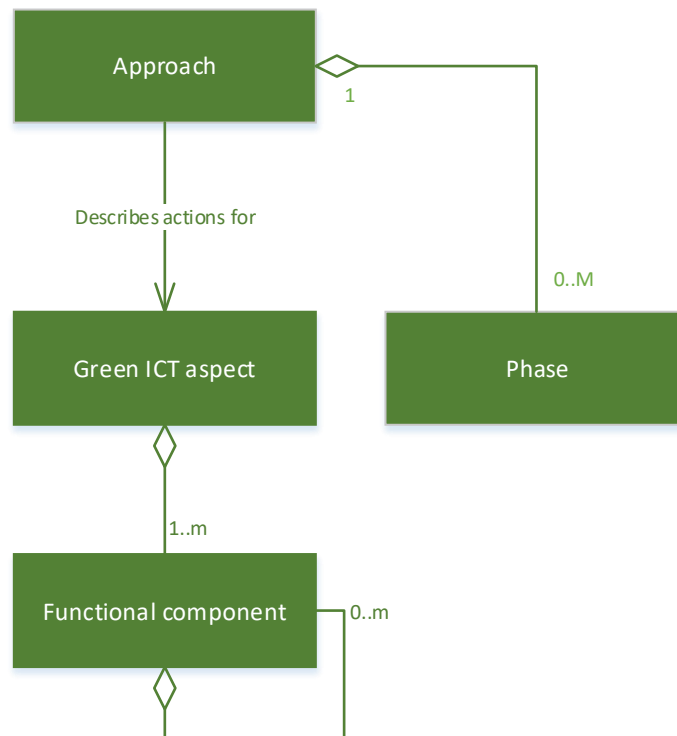 Approach
1
Describes actions for
0..M
Green ICT aspect
Phase
1..m
Functional component
0..m